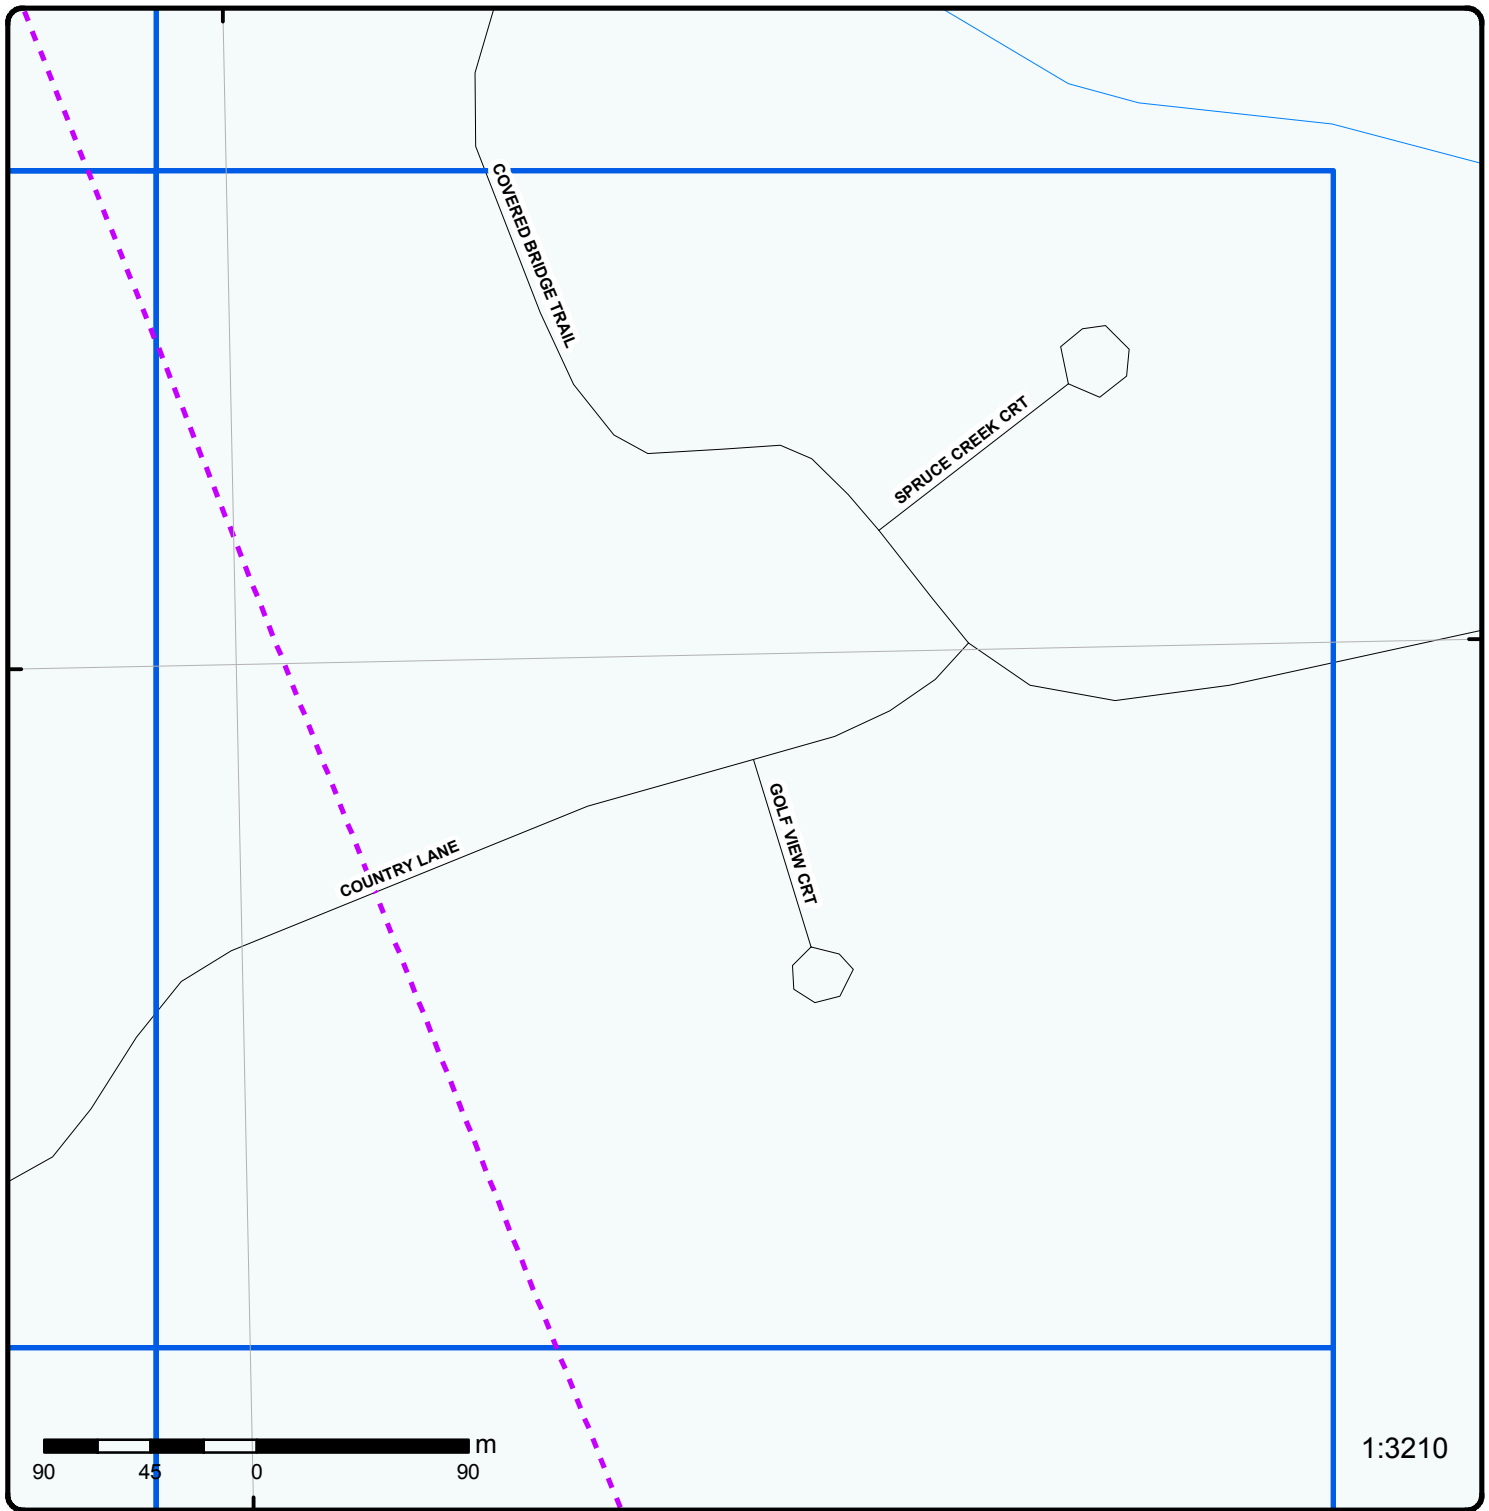 COVERED BRIDGE TRAIL
SPRUCE CREEK CRT
GOLF VIEW CRT
COUNTRY LANE
m
90 45 0 90
1:3210